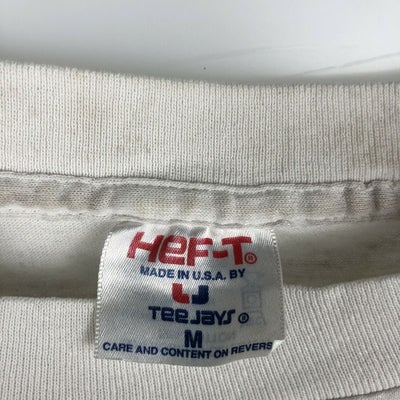 HeF-T®
MADE IN U.S.A. BY
Tee Jays®
M
CARE AND CONTENT ON REVERS